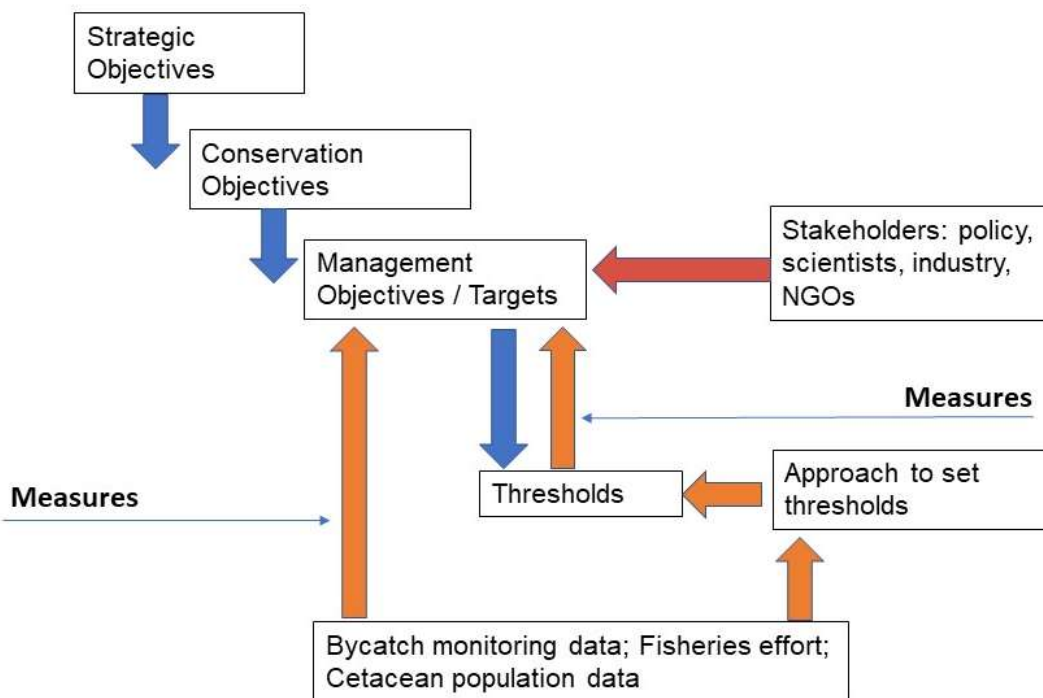 Strategic
Objectives
Conservation
Objectives
Management
Objectives / Targets
Stakeholders: policy,
scientists, industry,
NGOs
Measures
Thresholds
Approach to set
thresholds
Measures
Bycatch monitoring data; Fisheries effort;
Cetacean population data